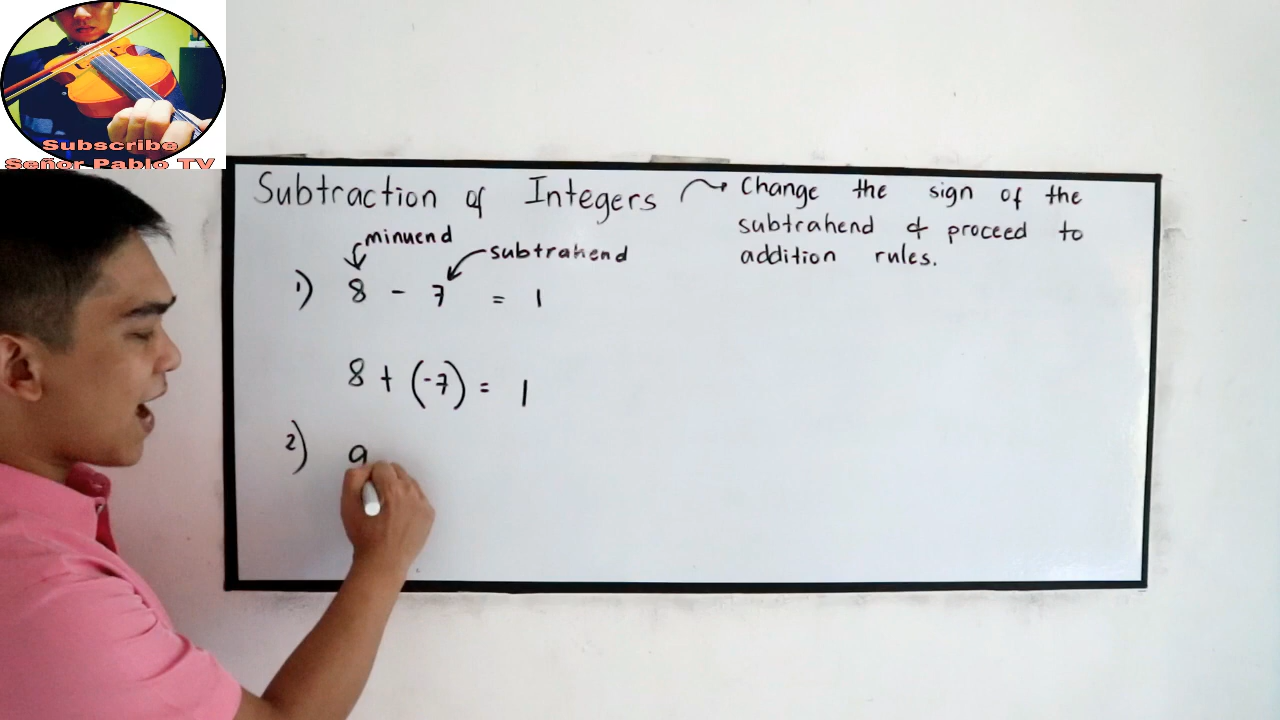 Subscribe
Señor Pablo TV
Subtraction of Integers
Change the sign of the
subtrahend & proceed to
addition rules.
minuend
subtrahend
1) 8 - 7 = 1
8 + (-7) = 1
2) 9